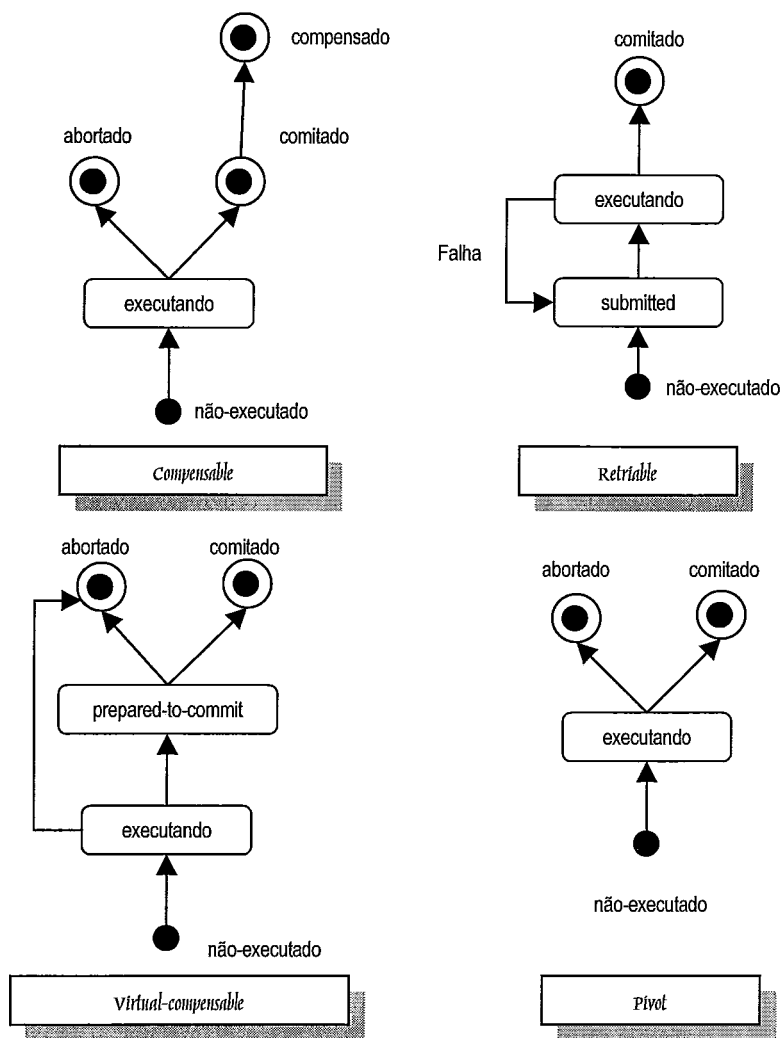 compensado
abortado
comitado
executando
não-executado
Compensable
comitado
executando
Falha
submitted
não-executado
Retriable
abortado
comitado
prepared-to-commit
executando
não-executado
Virtual-compensable
abortado
comitado
executando
não-executado
Pivot